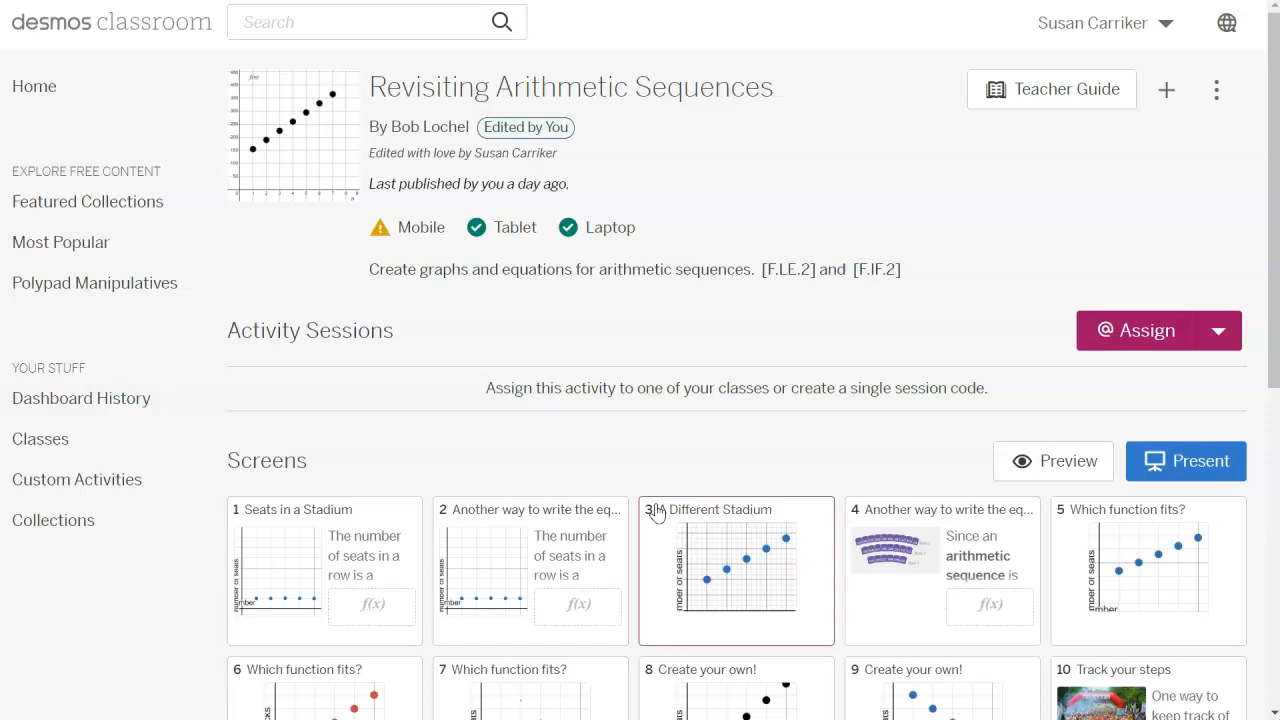 desmos classroom
Search
Susan Carriker
Home
EXPLORE FREE CONTENT
Featured Collections
Most Popular
Polypad Manipulatives
YOUR STUFF
Dashboard History
Classes
Custom Activities
Collections
Revisiting Arithmetic Sequences
By Bob Lochel Edited by You
Edited with love by Susan Carriker
Last published by you a day ago.
Mobile Tablet Laptop
Create graphs and equations for arithmetic sequences. [F.LE.2] and [F.IF.2]
Teacher Guide
Activity Sessions
@ Assign
Assign this activity to one of your classes or create a single session code.
Screens
Preview
Present
1 Seats in a Stadium
The number
of seats in a
row is a
f(x)
2 Another way to write the eq...
The number
of seats in a
row is a
f(x)
3 A Different Stadium
4 Another way to write the eq...
Since an
arithmetic
sequence is
f(x)
5 Which function fits?
6 Which function fits?
7 Which function fits?
8 Create your own!
9 Create your own!
10 Track your steps
One way to
keep track of